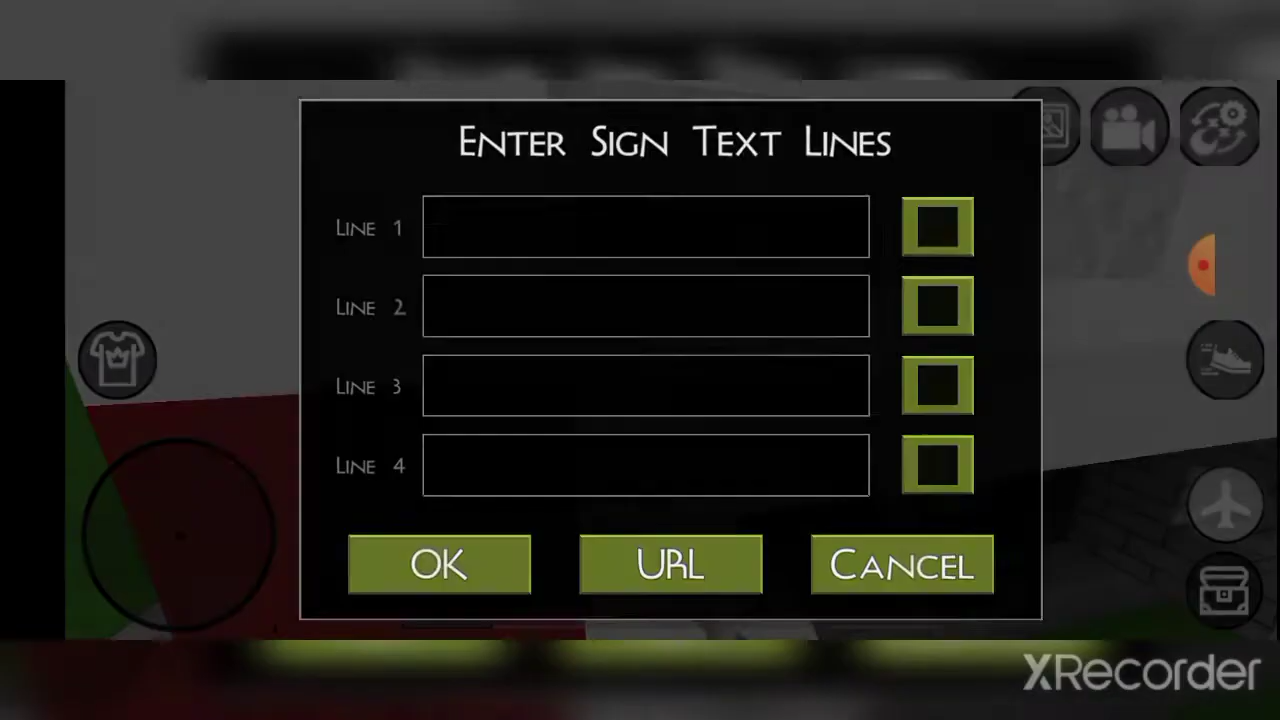 Enter Sign Text Lines
Line 1
Line 2
Line 3
Line 4
OK URL Cancel
XRecorder